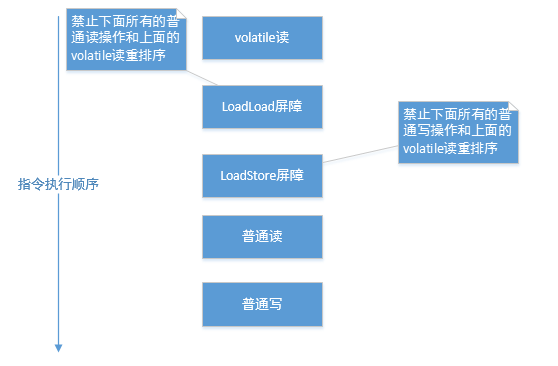 禁止下面所有的普
通读操作和上面的
volatile读重排序
volatile读
LoadLoad屏障
禁止下面所有的普
通写操作和上面的
volatile读重排序
LoadStore屏障
指令执行顺序
普通读
普通写